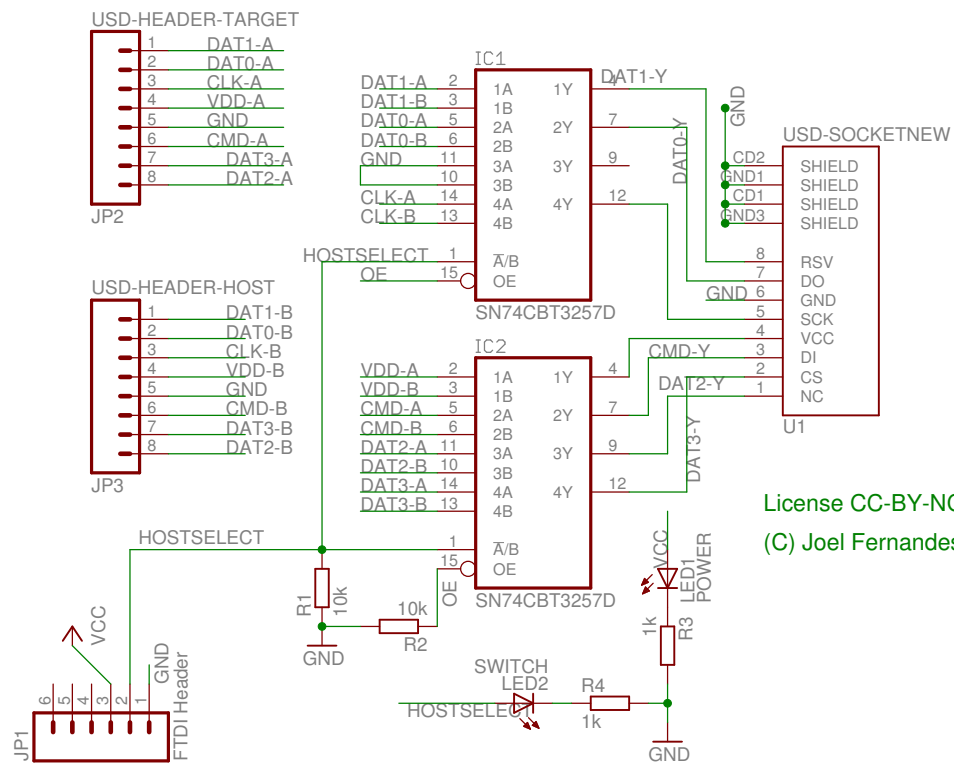 USD-HEADER-TARGET
1 DAT1-A
2 DAT0-A
3 CLK-A
4 VDD-A
5 GND
6 CMD-A
7 DAT3-A
8 DAT2-A
JP2
USD-HEADER-HOST
1 DAT1-B
2 DAT0-B
3 CLK-B
4 VDD-B
5 GND
6 CMD-B
7 DAT3-B
8 DAT2-B
JP3
IC1
DAT1-A 2 1A 1Y 4 DAT1-Y
DAT1-B 3 1B
DAT0-A 5 2A 2Y 7 DAT0-Y
DAT0-B 6 2B
GND 11 3A 3Y 9
10 3B
CLK-A 14 4A 4Y 12
CLK-B 13 4B
HOSTSELECT 1 A/B
OE 15 OE
SN74CBT3257D
IC2
VDD-A 2 1A 1Y 4
VDD-B 3 1B
CMD-A 5 2A 2Y 7 CMD-Y
CMD-B 6 2B
DAT2-A 11 3A 3Y 9 DAT2-Y
DAT2-B 10 3B
DAT3-A 14 4A 4Y 12 DAT3-Y
DAT3-B 13 4B
1 A/B
OE 15 OE
SN74CBT3257D
GND
USD-SOCKETNEW
CD2 SHIELD
GND1 SHIELD
CD1 SHIELD
GND3 SHIELD
8 RSV
7 DO
GND 6 GND
5 SCK
4 VCC
3 DI
2 CS
1 NC
U1
License CC-BY-NC
(C) Joel Fernandes
HOSTSELECT
R1 10k
10k
R2
GND
VCC
GND
6 5 4 3 2 1
JP1
FTDI Header
VCC
LED1
POWER
1k
R3
SWITCH
LED2
HOSTSELECT
R4
1k
GND